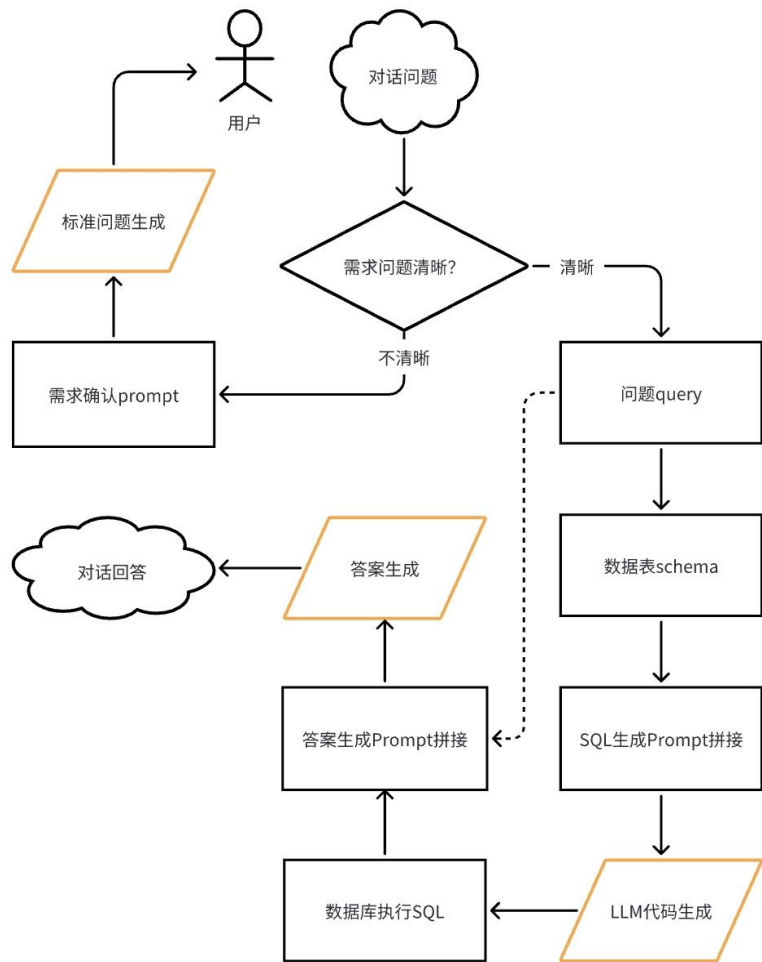 对话问题
用户
标准问题生成
需求问题清晰?
清晰
不清晰
需求确认prompt
问题query
对话回答
答案生成
数据表schema
答案生成Prompt拼接
SQL生成Prompt拼接
数据库执行SQL
LLM代码生成